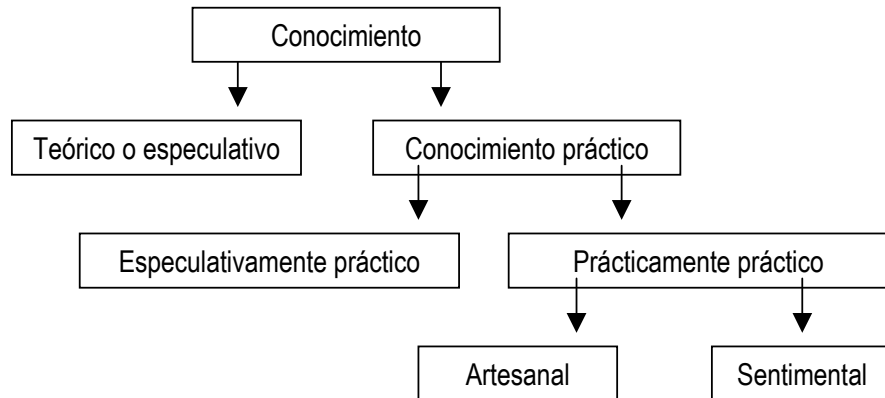 Conocimiento
Teórico o especulativo
Conocimiento práctico
Especulativamente práctico
Prácticamente práctico
Artesanal
Sentimental